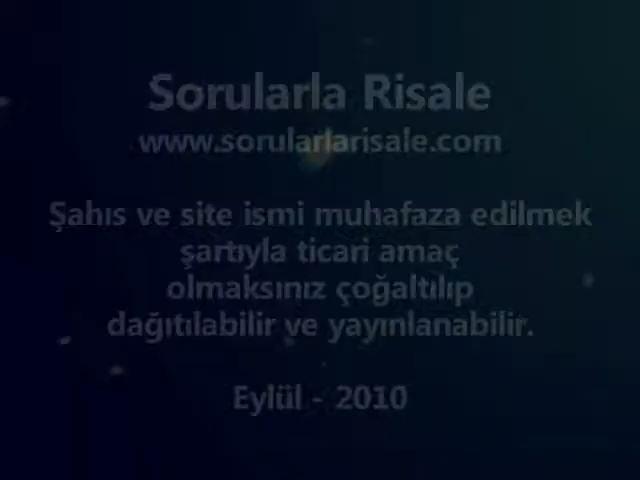 Sorularla Risale
www.sorularlarisale.com
Şahıs ve site ismi muhafaza edilmek
şartıyla ticari amaç
olmaksınız çoğaltılıp
dağıtılabilir ve yayınlanabilir.
Eylül - 2010